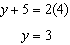 y + 5 = 2(4)
y = 3